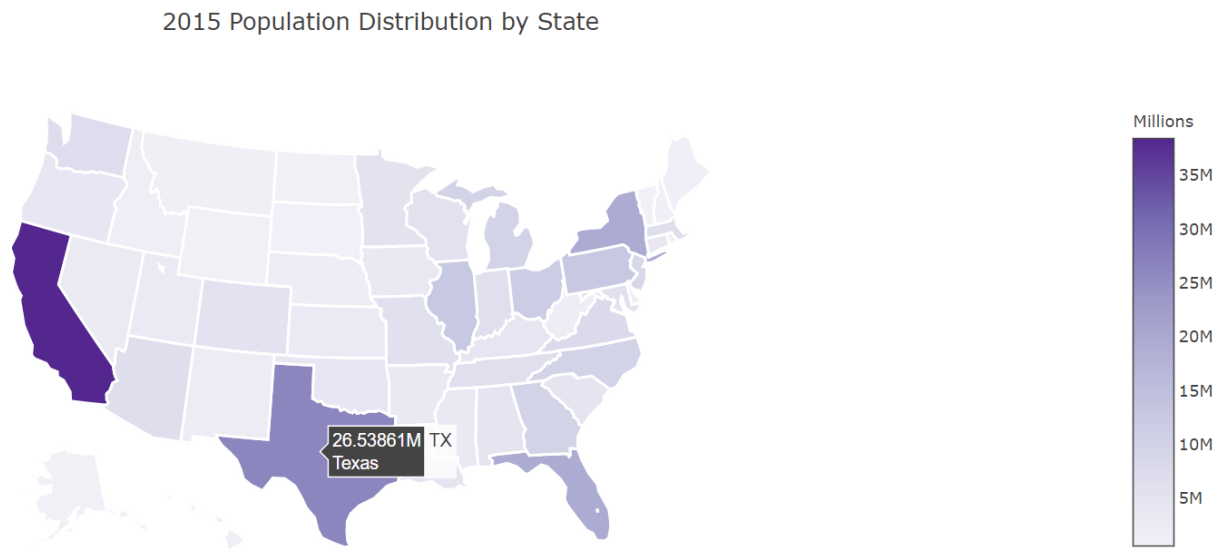 2015 Population Distribution by State
Millions
35M
30M
25M
20M
15M
10M
5M
26.53861M TX
Texas